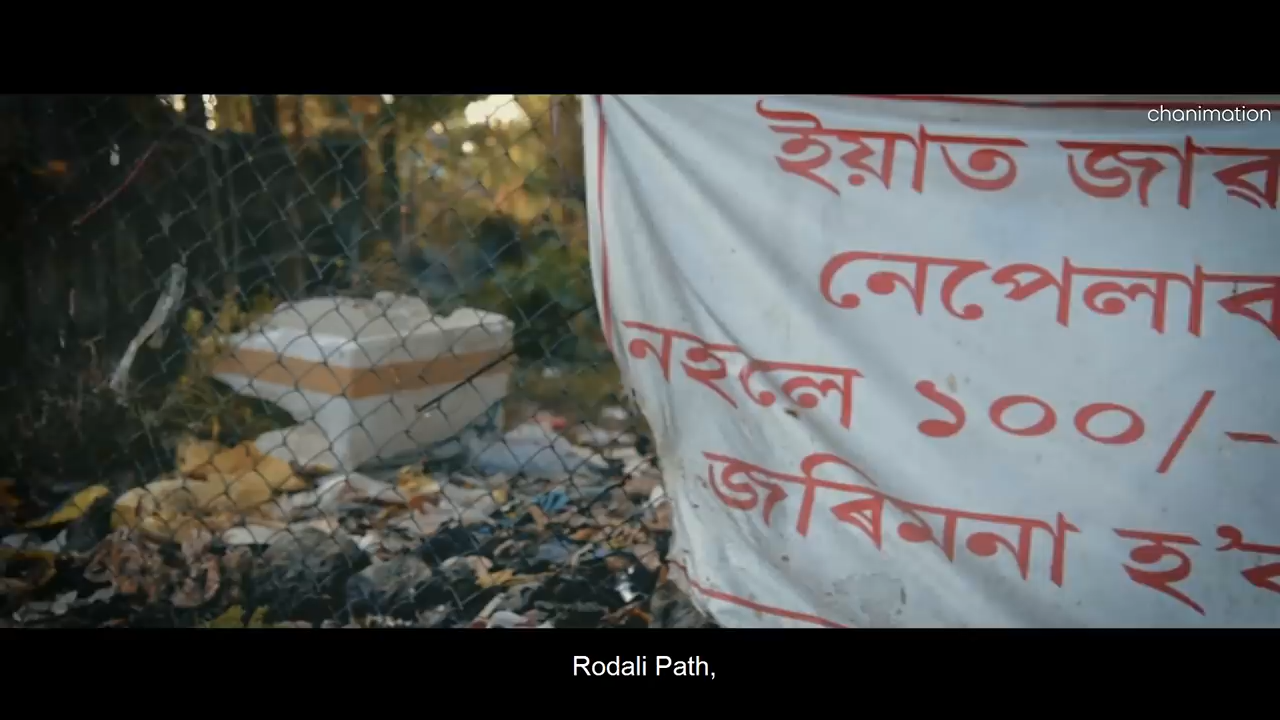 chanimation
ইয়াত জাৱ
নেপেলাব
নহলে ১০০/-
জৰিমনা হ'ব
Rodali Path,